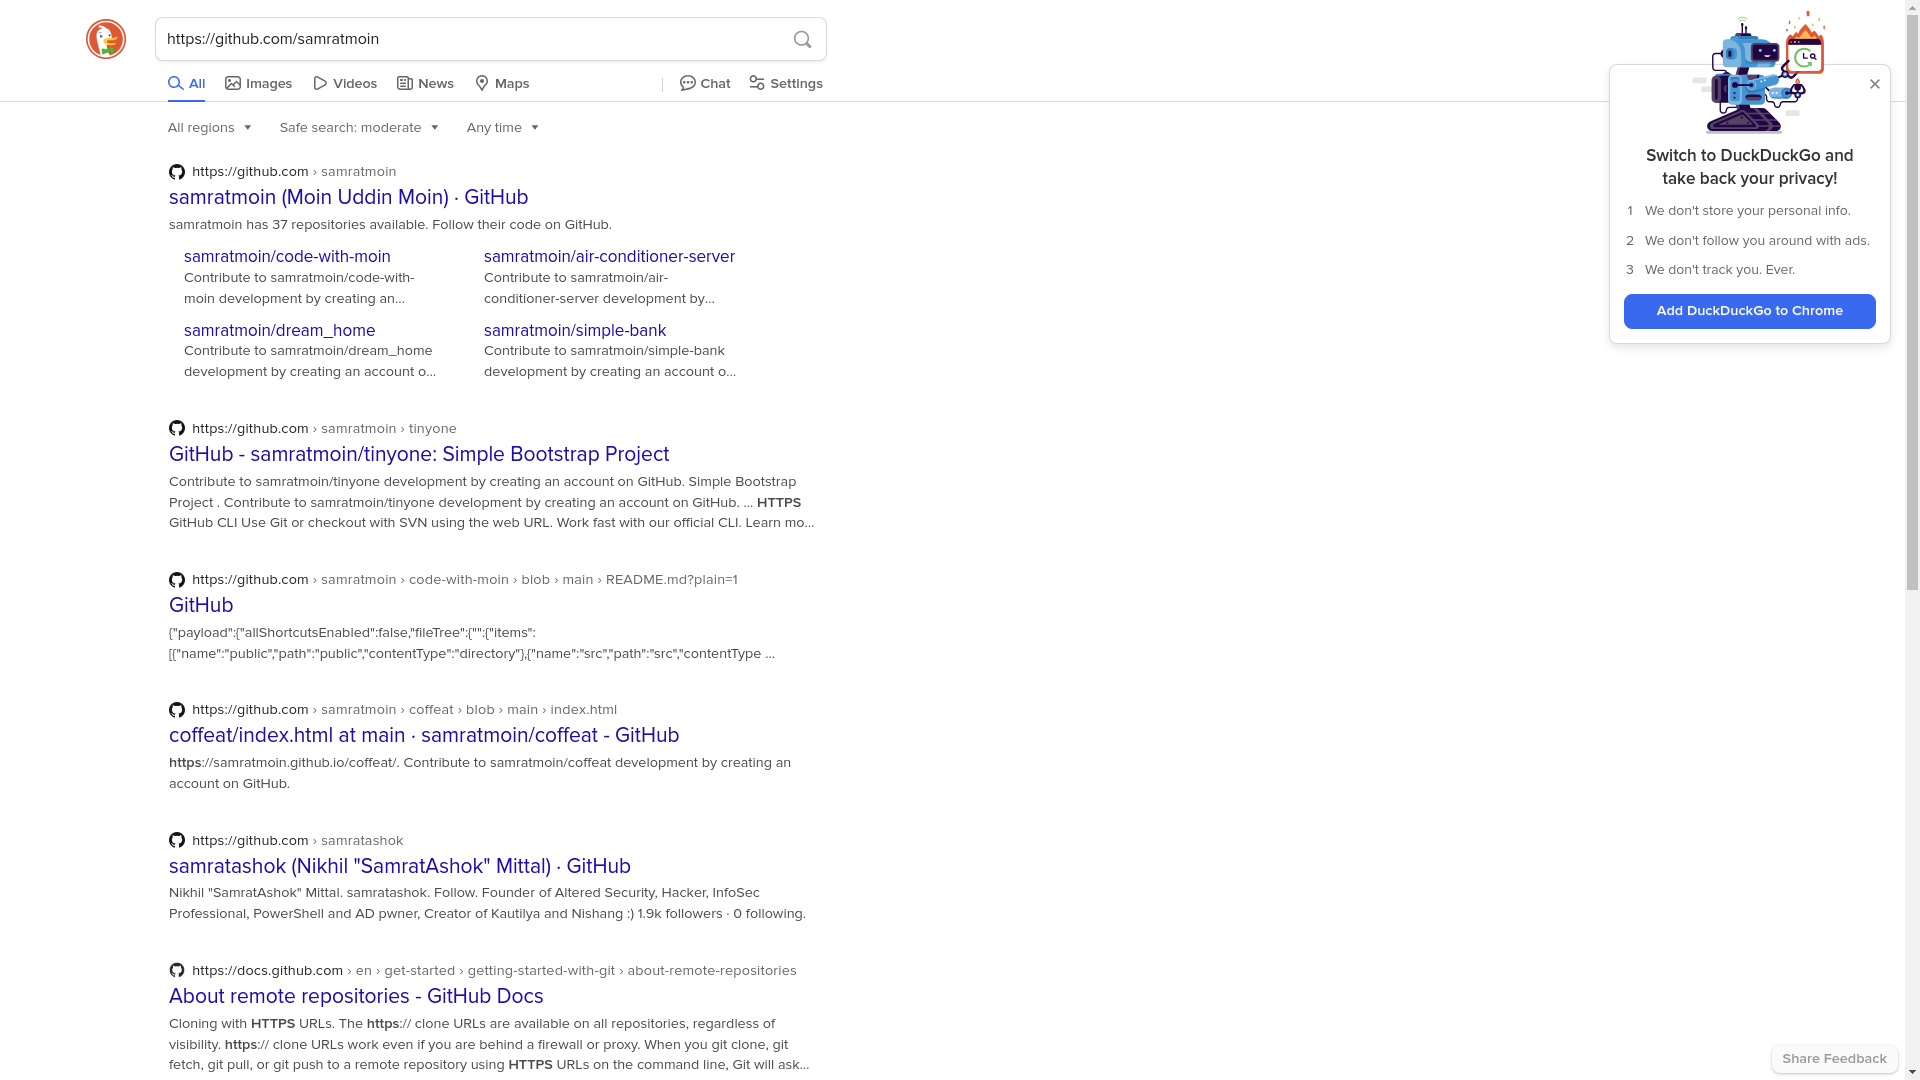 https://github.com/samratmoin
All
Images
Videos
News
Maps
Chat
Settings
All regions
Safe search: moderate
Any time
https://github.com › samratmoin
samratmoin (Moin Uddin Moin) · GitHub
samratmoin has 37 repositories available. Follow their code on GitHub.
samratmoin/code-with-moin
Contribute to samratmoin/code-with-
moin development by creating an...
samratmoin/air-conditioner-server
Contribute to samratmoin/air-
conditioner-server development by...
samratmoin/dream_home
Contribute to samratmoin/dream_home
development by creating an account o...
samratmoin/simple-bank
Contribute to samratmoin/simple-bank
development by creating an account o...
https://github.com › samratmoin › tinyone
GitHub - samratmoin/tinyone: Simple Bootstrap Project
Contribute to samratmoin/tinyone development by creating an account on GitHub. Simple Bootstrap
Project . Contribute to samratmoin/tinyone development by creating an account on GitHub. ... HTTPS
GitHub CLI Use Git or checkout with SVN using the web URL. Work fast with our official CLI. Learn mo...
https://github.com › samratmoin › code-with-moin › blob › main › README.md?plain=1
GitHub
{"payload":{"allShortcutsEnabled":false,"fileTree":{"":{"items":
[{"name":"public","path":"public","contentType":"directory"},{"name":"src","path":"src","contentType ...
https://github.com › samratmoin › coffeat › blob › main › index.html
coffeat/index.html at main · samratmoin/coffeat - GitHub
https://samratmoin.github.io/coffeat/. Contribute to samratmoin/coffeat development by creating an
account on GitHub.
https://github.com › samratashok
samratashok (Nikhil "SamratAshok" Mittal) · GitHub
Nikhil "SamratAshok" Mittal. samratashok. Follow. Founder of Altered Security, Hacker, InfoSec
Professional, PowerShell and AD pwner, Creator of Kautilya and Nishang :) 1.9k followers · 0 following.
https://docs.github.com › en › get-started › getting-started-with-git › about-remote-repositories
About remote repositories - GitHub Docs
Cloning with HTTPS URLs. The https:// clone URLs are available on all repositories, regardless of
visibility. https:// clone URLs work even if you are behind a firewall or proxy. When you git clone, git
fetch, git pull, or git push to a remote repository using HTTPS URLs on the command line, Git will ask...
Switch to DuckDuckGo and
take back your privacy!
1 We don't store your personal info.
2 We don't follow you around with ads.
3 We don't track you. Ever.
Add DuckDuckGo to Chrome
Share Feedback